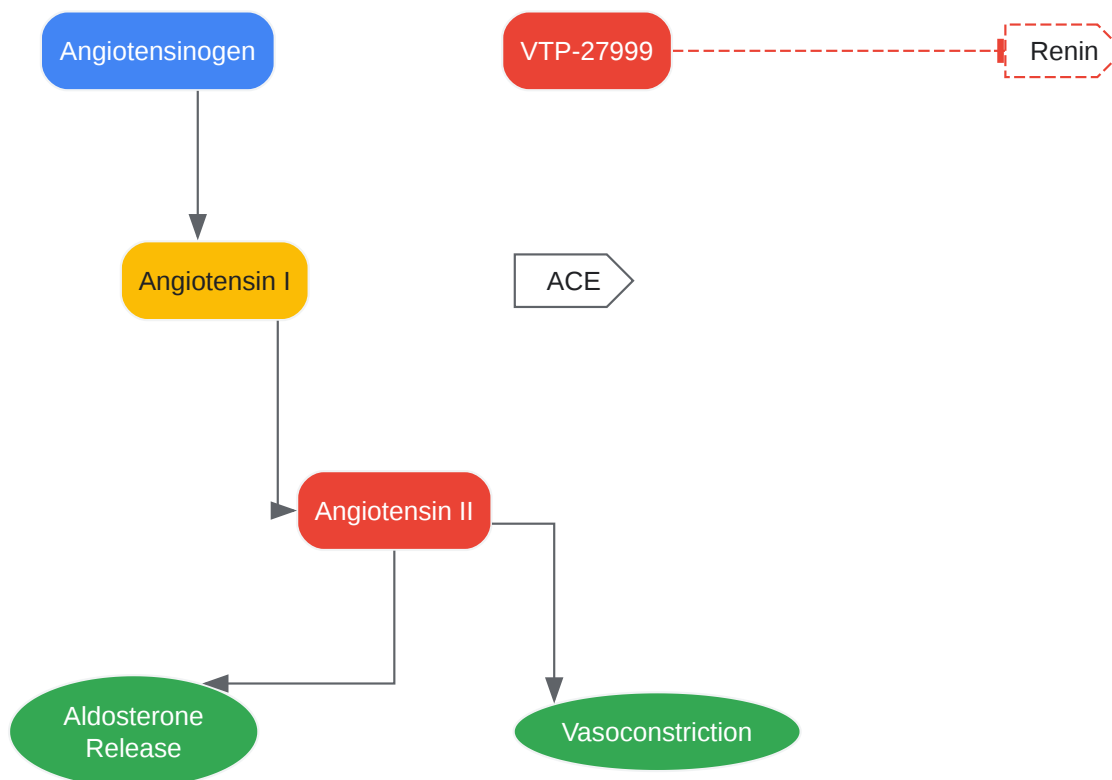 Angiotensinogen
VTP-27999
Renin
Angiotensin I
ACE
Angiotensin II
Aldosterone
Release
Vasoconstriction